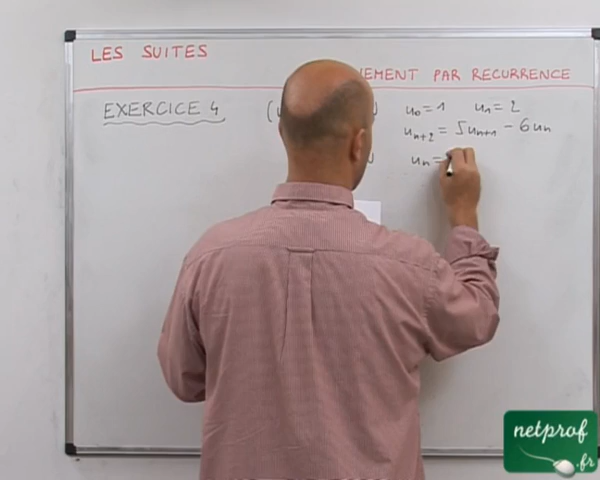 LES SUITES
EMENT PAR RECURRENCE
EXERCICE 4 (u u₀=1 u₁=2
uₙ₊₂ = 5uₙ₊₁ - 6uₙ
uₙ=
netprof
.fr